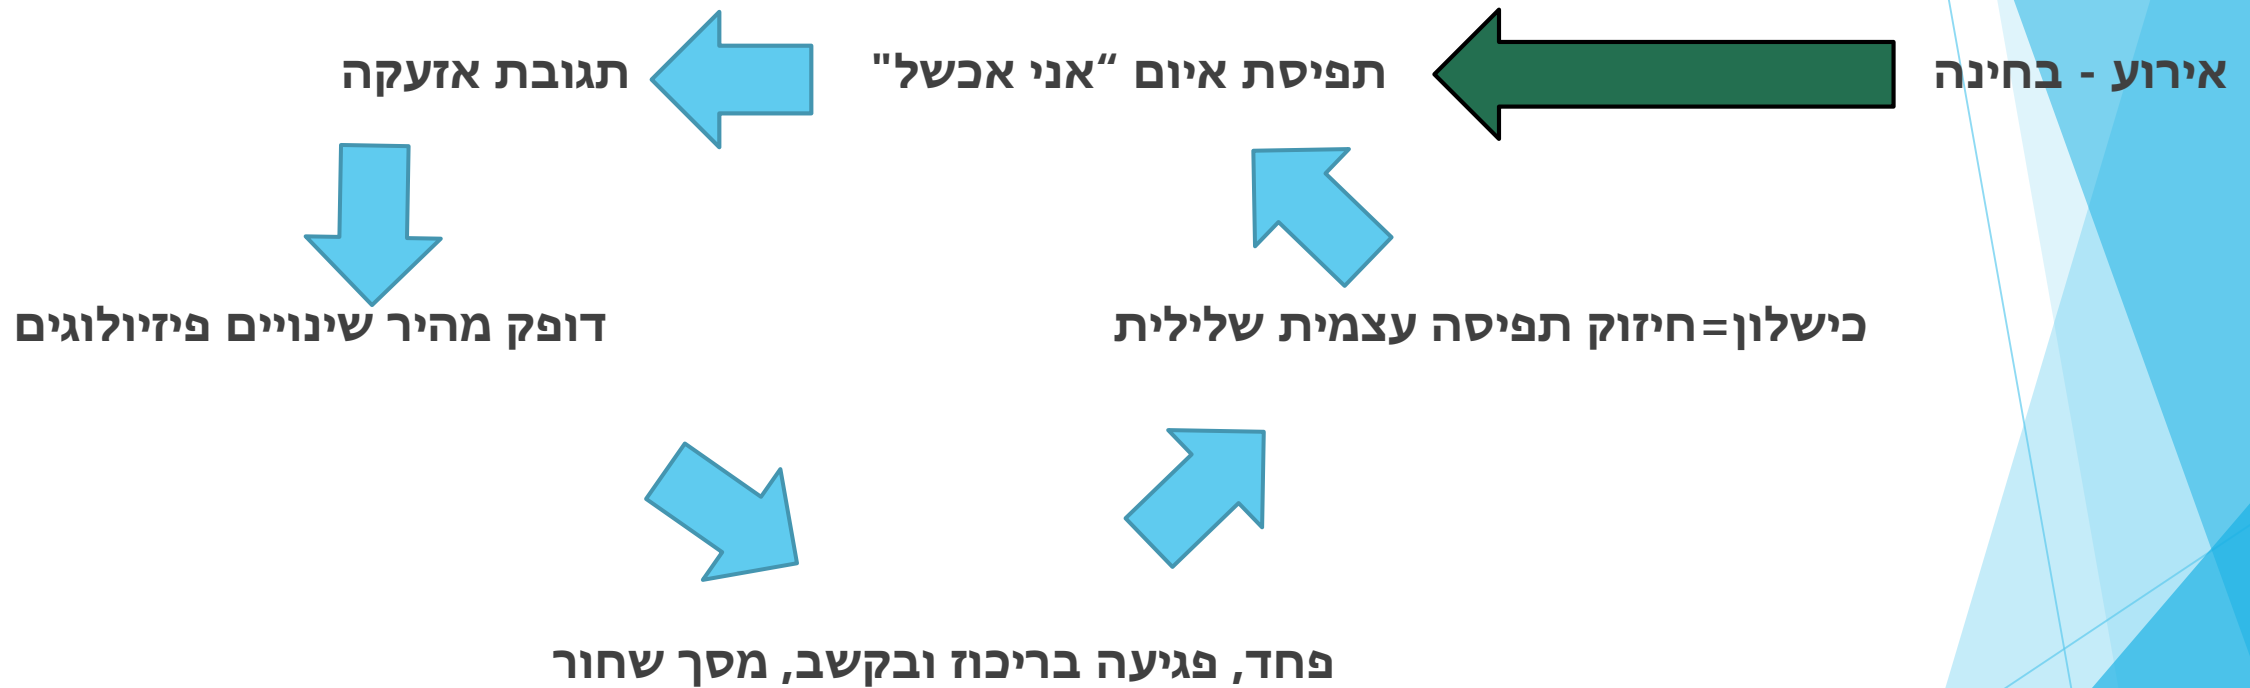 אירוע - בחינה
תפיסת איום “אני אכשל"
תגובת אזעקה
דופק מהיר שינויים פיזיולוגים
פחד, פגיעה בריכוז ובקשב, מסך שחור
כישלון=חיזוק תפיסה עצמית שלילית